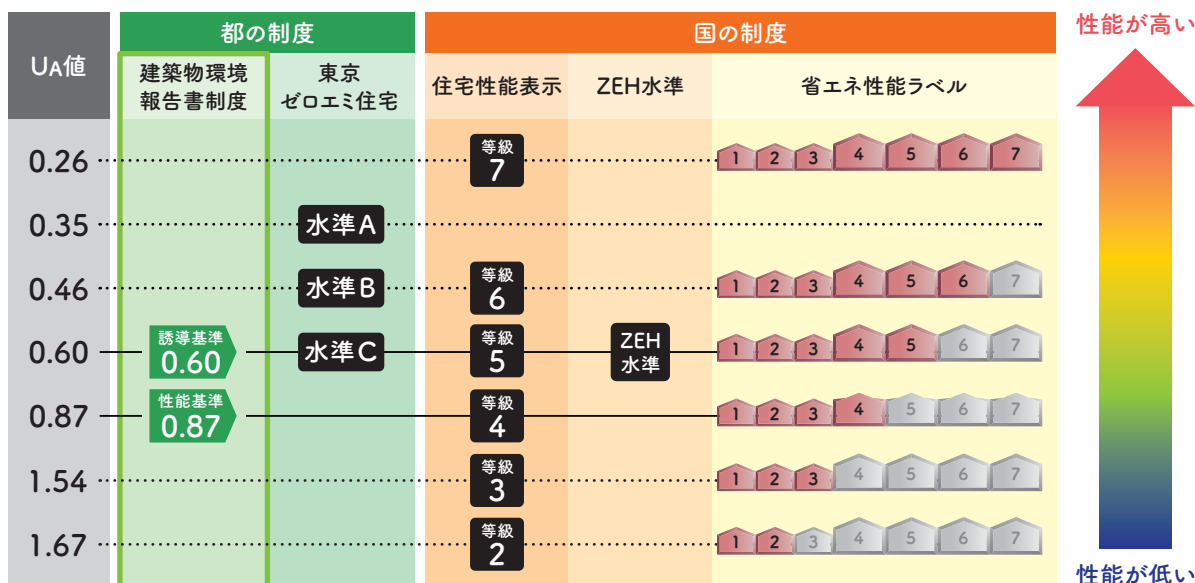 都の制度
国の制度
性能が高い
UA値
建築物環境
報告書制度
東京
ゼロエミ住宅
住宅性能表示
ZEH水準
省エネ性能ラベル
0.26
等級
7
1 2 3 4 5 6 7
0.35
水準A
0.46
水準B
等級
6
1 2 3 4 5 6 7
0.60
誘導基準
0.60
水準C
等級
5
ZEH
水準
1 2 3 4 5 6 7
0.87
性能基準
0.87
等級
4
1 2 3 4 5 6 7
1.54
等級
3
1 2 3 4 5 6 7
1.67
等級
2
1 2 3 4 5 6 7
性能が低い